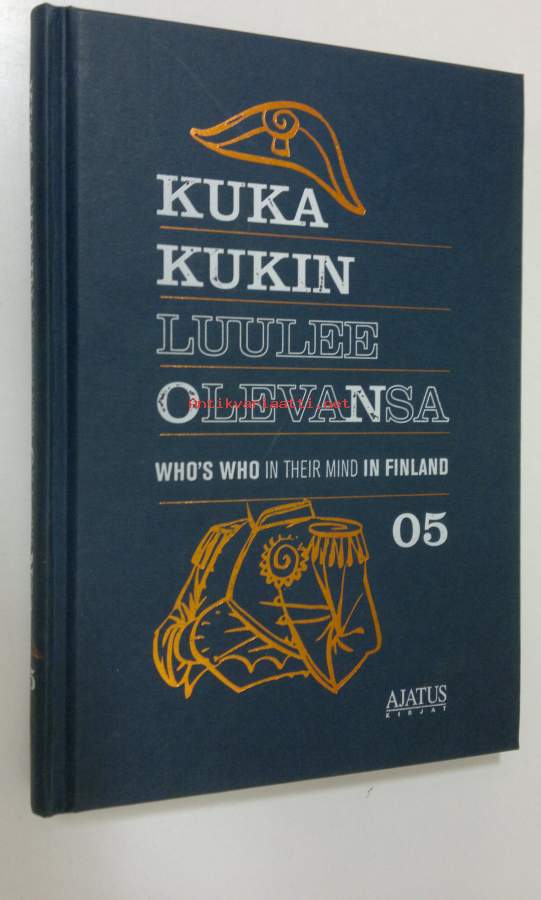 KUKA
KUKIN
LUULEE
OLEVANSA
antikvariaatti.net
WHO'S WHO IN THEIR MIND IN FINLAND
05
AJATUS
KIRJAT